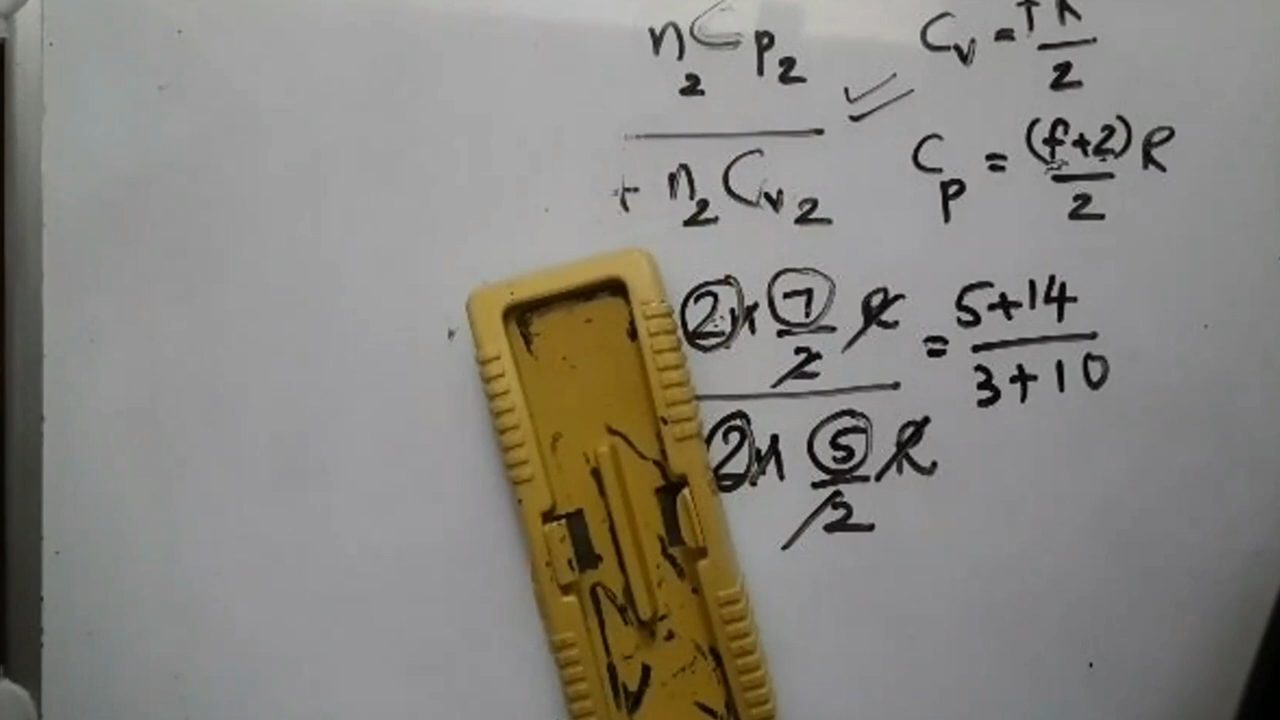 n₂Cp₂
+ n₂Cv₂
Cv = fR/2
Cp = (f+2)R/2
2 × 7/2 R
2 × 5/2 R
= 5+14/3+10